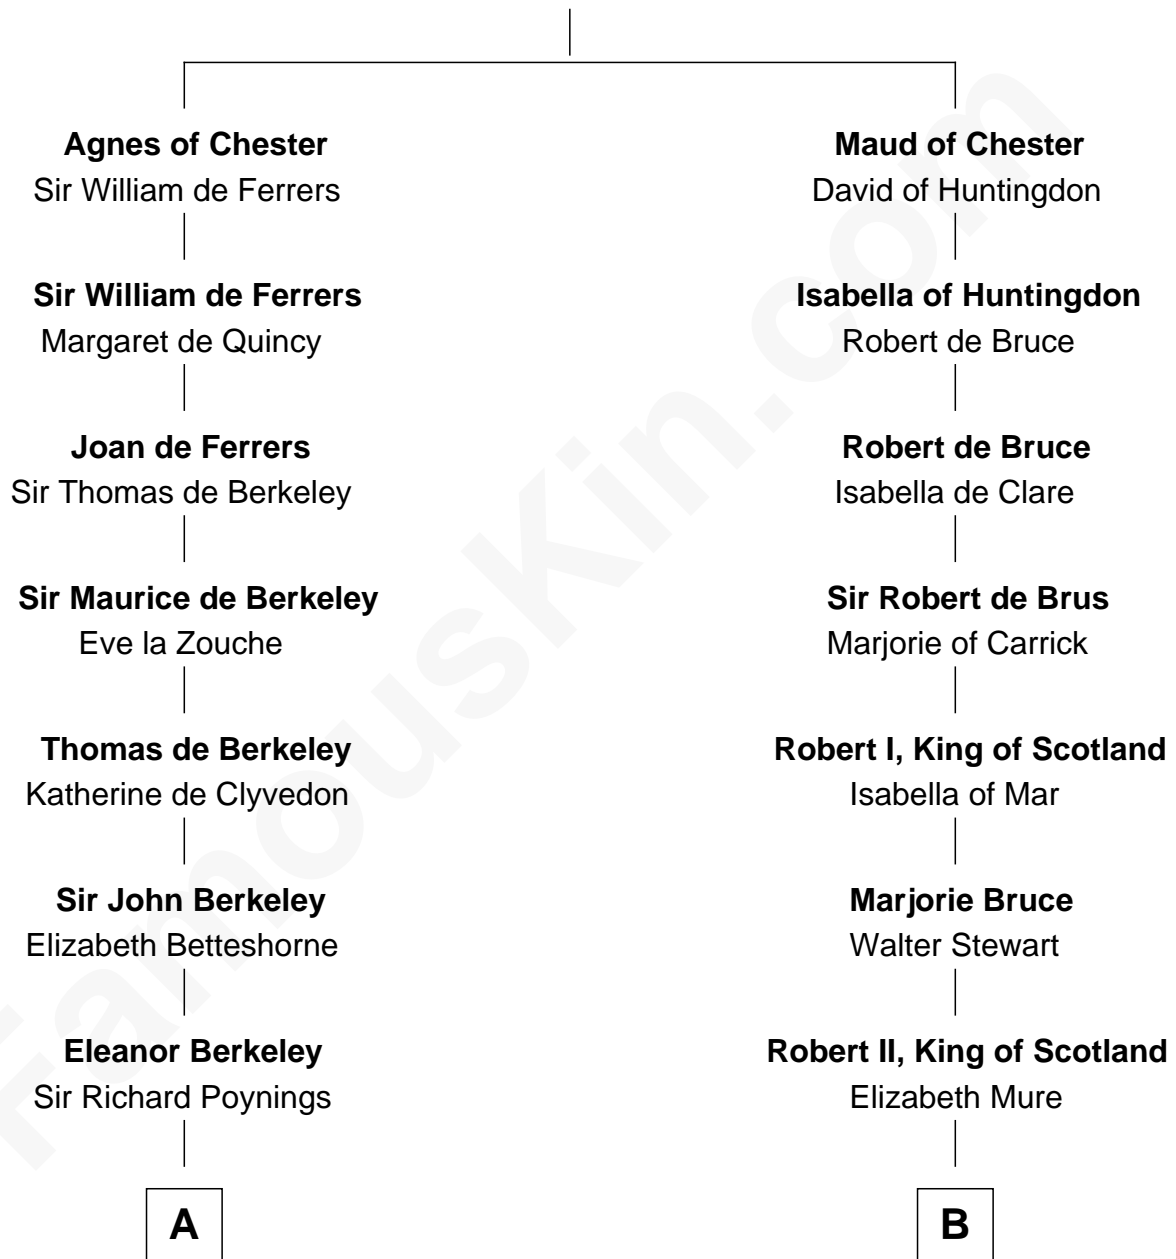 Agnes of Chester
Sir William de Ferrers
Sir William de Ferrers
Margaret de Quincy
Joan de Ferrers
Sir Thomas de Berkeley
Sir Maurice de Berkeley
Eve la Zouche
Thomas de Berkeley
Katherine de Clyvedon
Sir John Berkeley
Elizabeth Betteshorne
Eleanor Berkeley
Sir Richard Poynings
A
Maud of Chester
David of Huntingdon
Isabella of Huntingdon
Robert de Bruce
Robert de Bruce
Isabella de Clare
Sir Robert de Brus
Marjorie of Carrick
Robert I, King of Scotland
Isabella of Mar
Marjorie Bruce
Walter Stewart
Robert II, King of Scotland
Elizabeth Mure
B
FamousKin.com